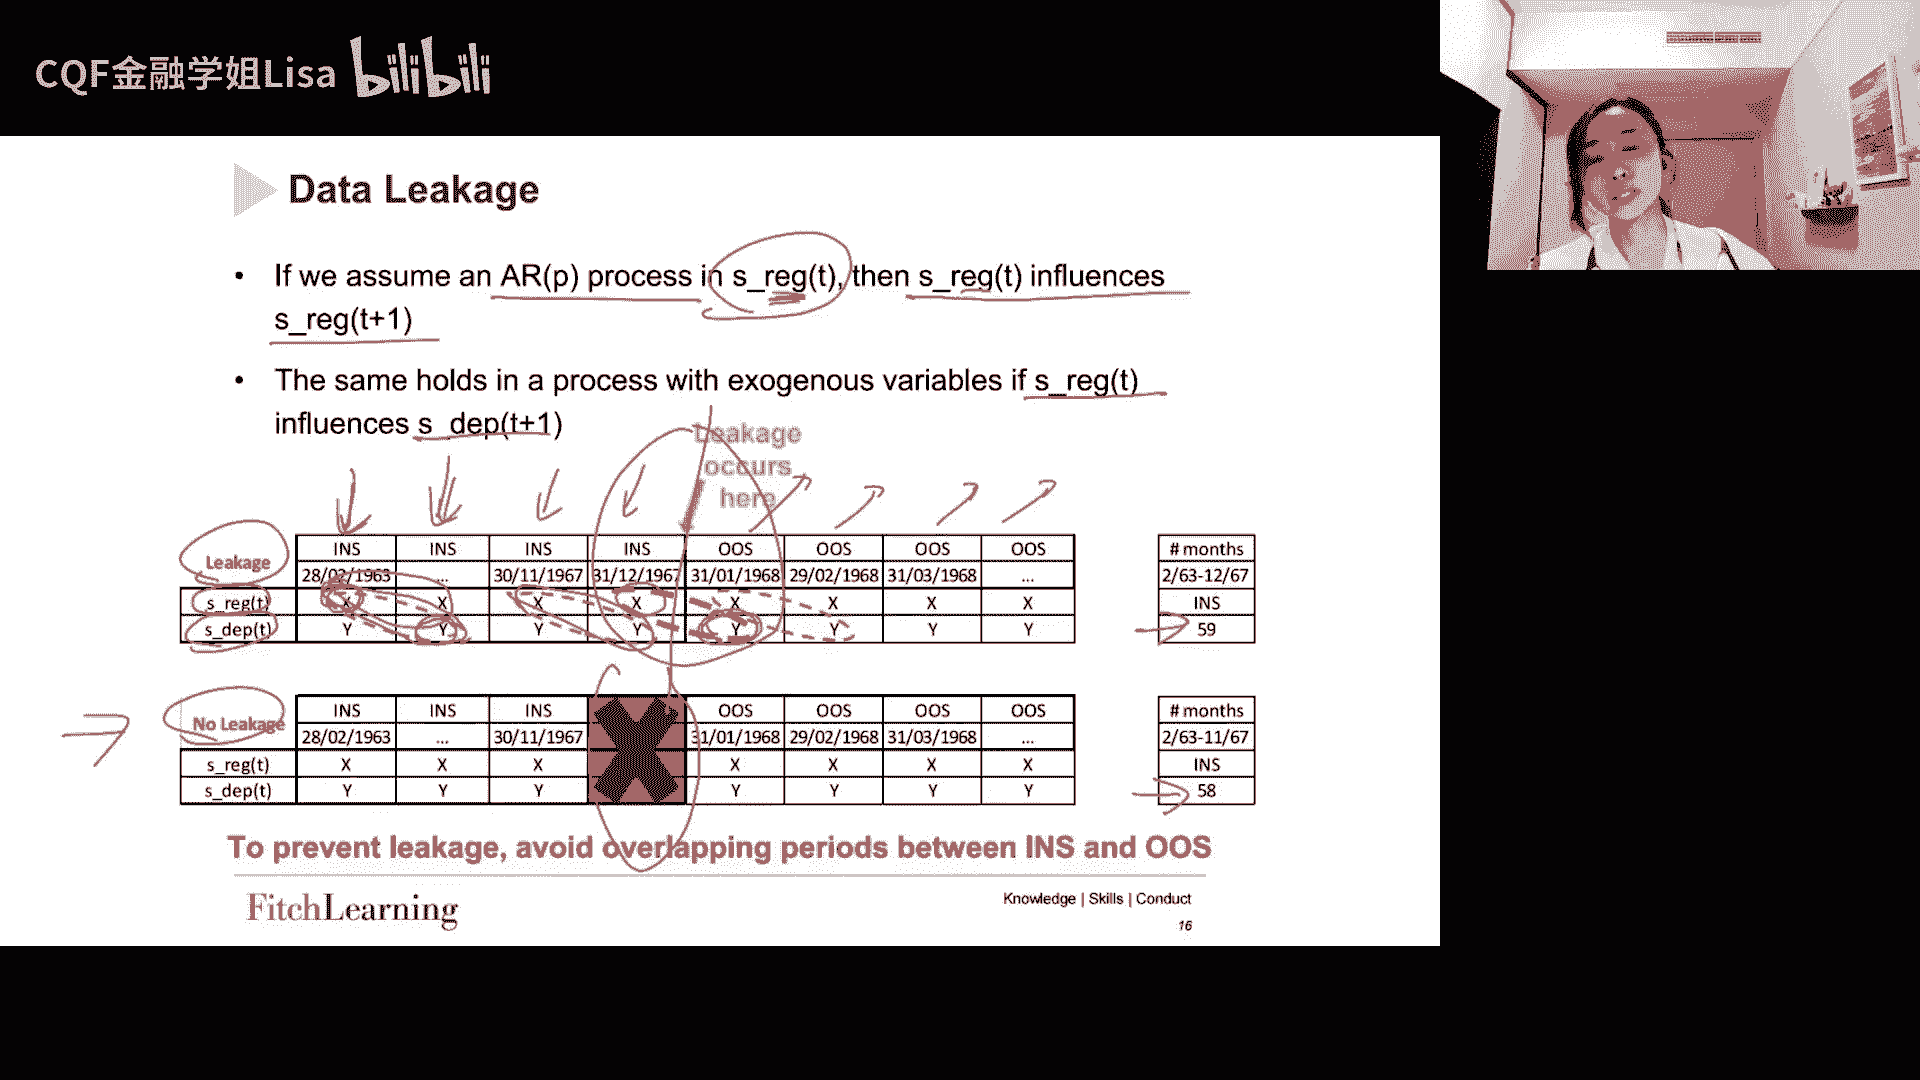 CQF金融学姐Lisa bilibili
Data Leakage
• If we assume an AR(p) process in s_reg(t), then s_reg(t) influences
s_reg(t+1)
• The same holds in a process with exogenous variables if s_reg(t)
influences s_dep(t+1)
Leakage
occurs
here
Leakage INS INS INS INS OOS OOS OOS OOS # months
28/02/1963 ... 30/11/1967 31/12/1967 31/01/1968 29/02/1968 31/03/1968 ... 2/63-12/67
s_reg(t) X X X X X X X X INS
s_dep(t) Y Y Y Y Y Y Y Y 59
No Leakage INS INS INS OOS OOS OOS OOS # months
28/02/1963 ... 30/11/1967 31/01/1968 29/02/1968 31/03/1968 ... 2/63-11/67
s_reg(t) X X X X X X X INS
s_dep(t) Y Y Y Y Y Y Y 58
To prevent leakage, avoid overlapping periods between INS and OOS
FitchLearning
Knowledge | Skills | Conduct
16